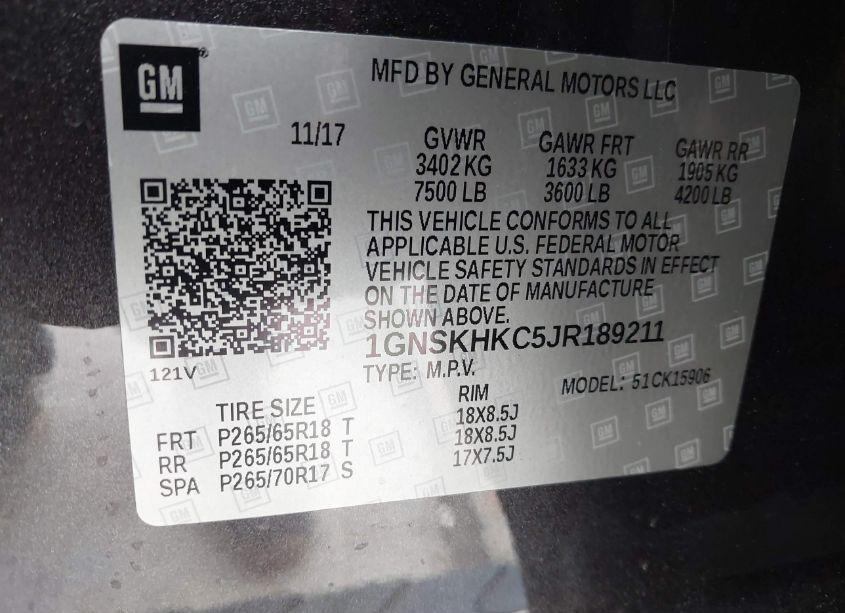 GM
MFD BY GENERAL MOTORS LLC
11/17 GVWR GAWR FRT GAWR RR
3402 KG 1633 KG 1905 KG
7500 LB 3600 LB 4200 LB
THIS VEHICLE CONFORMS TO ALL
APPLICABLE U.S. FEDERAL MOTOR
VEHICLE SAFETY STANDARDS IN EFFECT
ON THE DATE OF MANUFACTURE
SHOWN ABOVE.
1GNSKHKC5JR189211
121V
TYPE: M.P.V. MODEL: 51CK15906
TIRE SIZE RIM
FRT P265/65R18 T 18X8.5J
RR P265/65R18 T 18X8.5J
SPA P265/70R17 S 17X7.5J